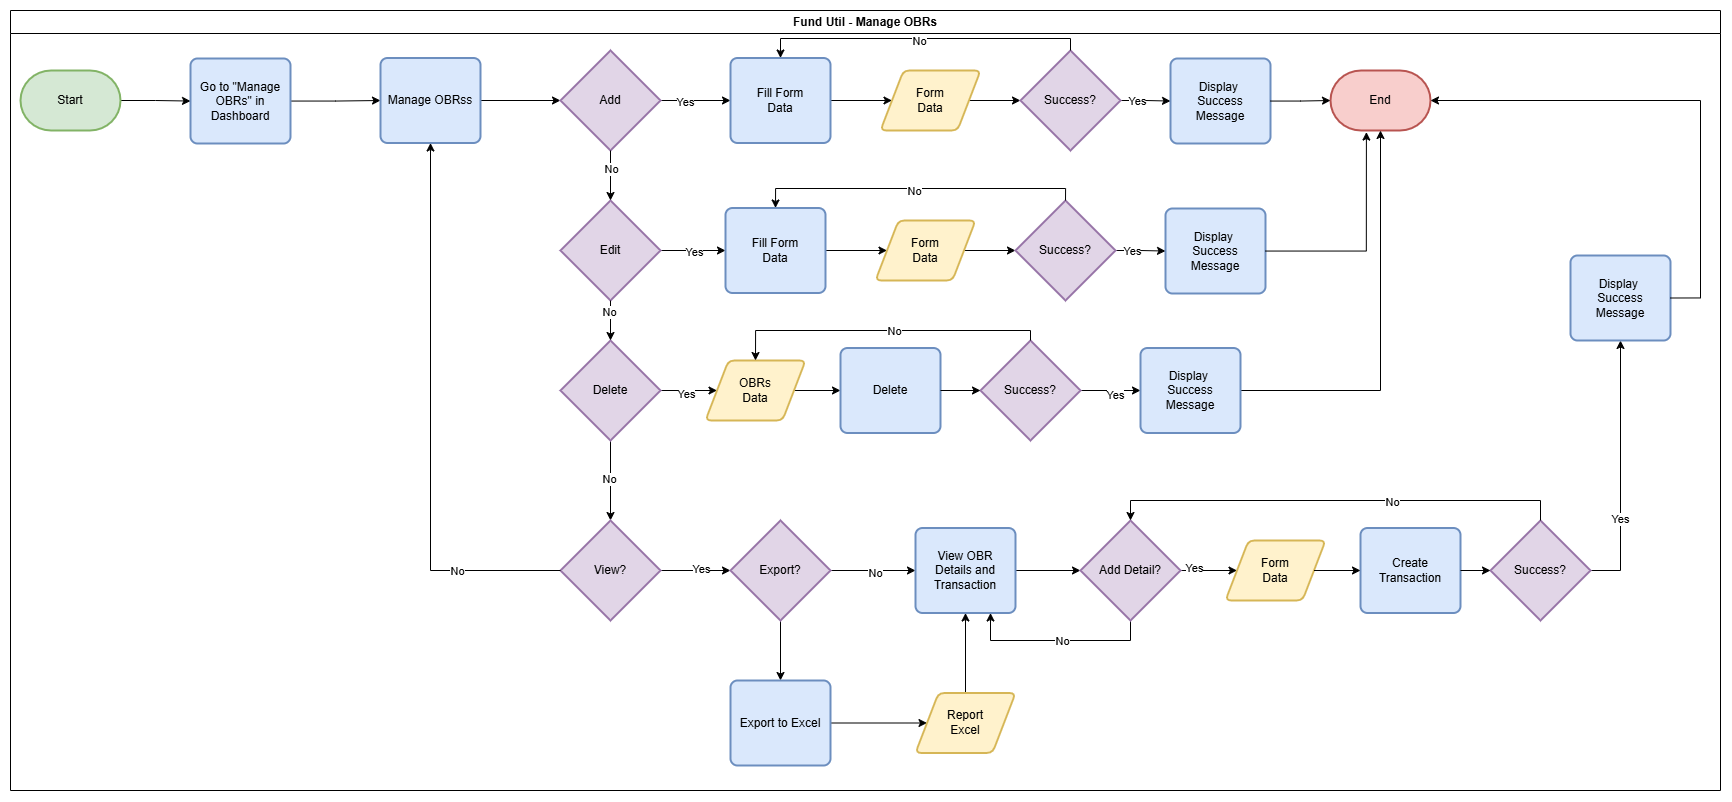 Fund Util - Manage OBRs
No
Start
Go to "Manage
OBRs" in
Dashboard
Manage OBRss
Add
Yes
Fill Form
Data
Form
Data
Success?
Yes
Display
Success
Message
End
No
No
Edit
Yes
Fill Form
Data
Form
Data
Success?
Yes
Display
Success
Message
Display
Success
Message
No
No
Delete
Yes
OBRs
Data
Delete
Success?
Yes
Display
Success
Message
No
No
Yes
No
View?
Yes
Export?
No
View OBR
Details and
Transaction
Add Detail?
Yes
Form
Data
Create
Transaction
Success?
No
Export to Excel
Report
Excel